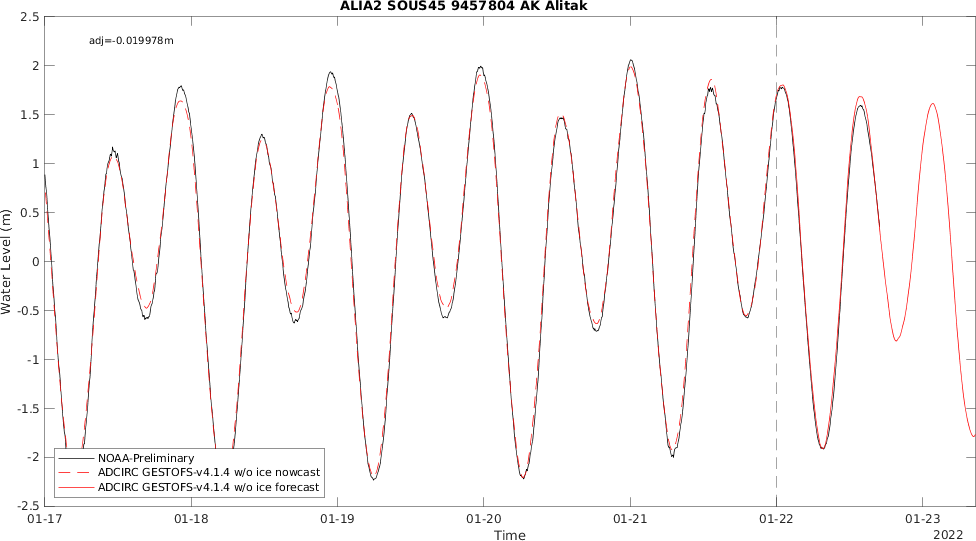 ALIA2 SOUS45 9457804 AK Alitak
adj=-0.019978m
2.5
2
1.5
1
0.5
0
-0.5
-1
-1.5
-2
-2.5
Water Level (m)
NOAA-Preliminary
ADCIRC GESTOFS-v4.1.4 w/o ice nowcast
ADCIRC GESTOFS-v4.1.4 w/o ice forecast
01-17 01-18 01-19 01-20 01-21 01-22 01-23
Time
2022